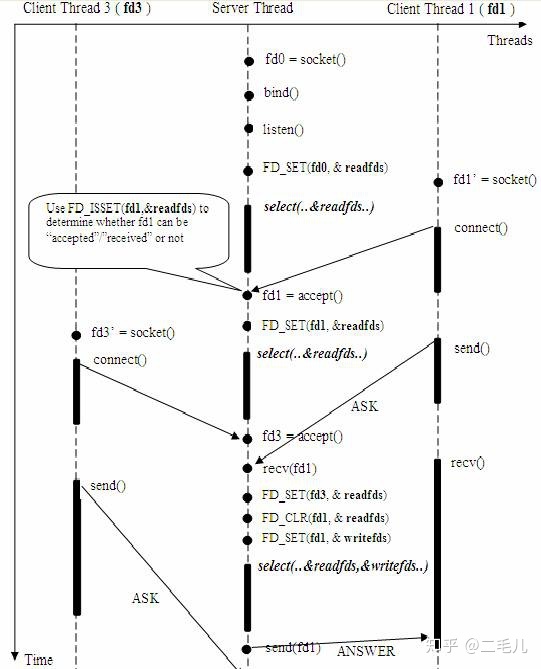 Client Thread 3 ( fd3)
Server Thread
Client Thread 1 ( fd1)
Threads
fd0 = socket()
bind()
listen()
FD_SET(fd0, & readfds)
fd1’ = socket()
Use FD_ISSET(fd1,&readfds) to
determine whether fd1 can be
“accepted”/”received” or not
select(..&readfds..)
connect()
fd1 = accept()
FD_SET(fd1, &readfds)
fd3’ = socket()
connect()
select(..&readfds..)
send()
ASK
fd3 = accept()
recv(fd1)
recv()
send()
FD_SET(fd3, & readfds)
FD_CLR(fd1, & readfds)
FD_SET(fd1, & writefds)
select(..&readfds,&writefds..)
ASK
send(fd1)
ANSWER
Time
知乎 @二毛儿